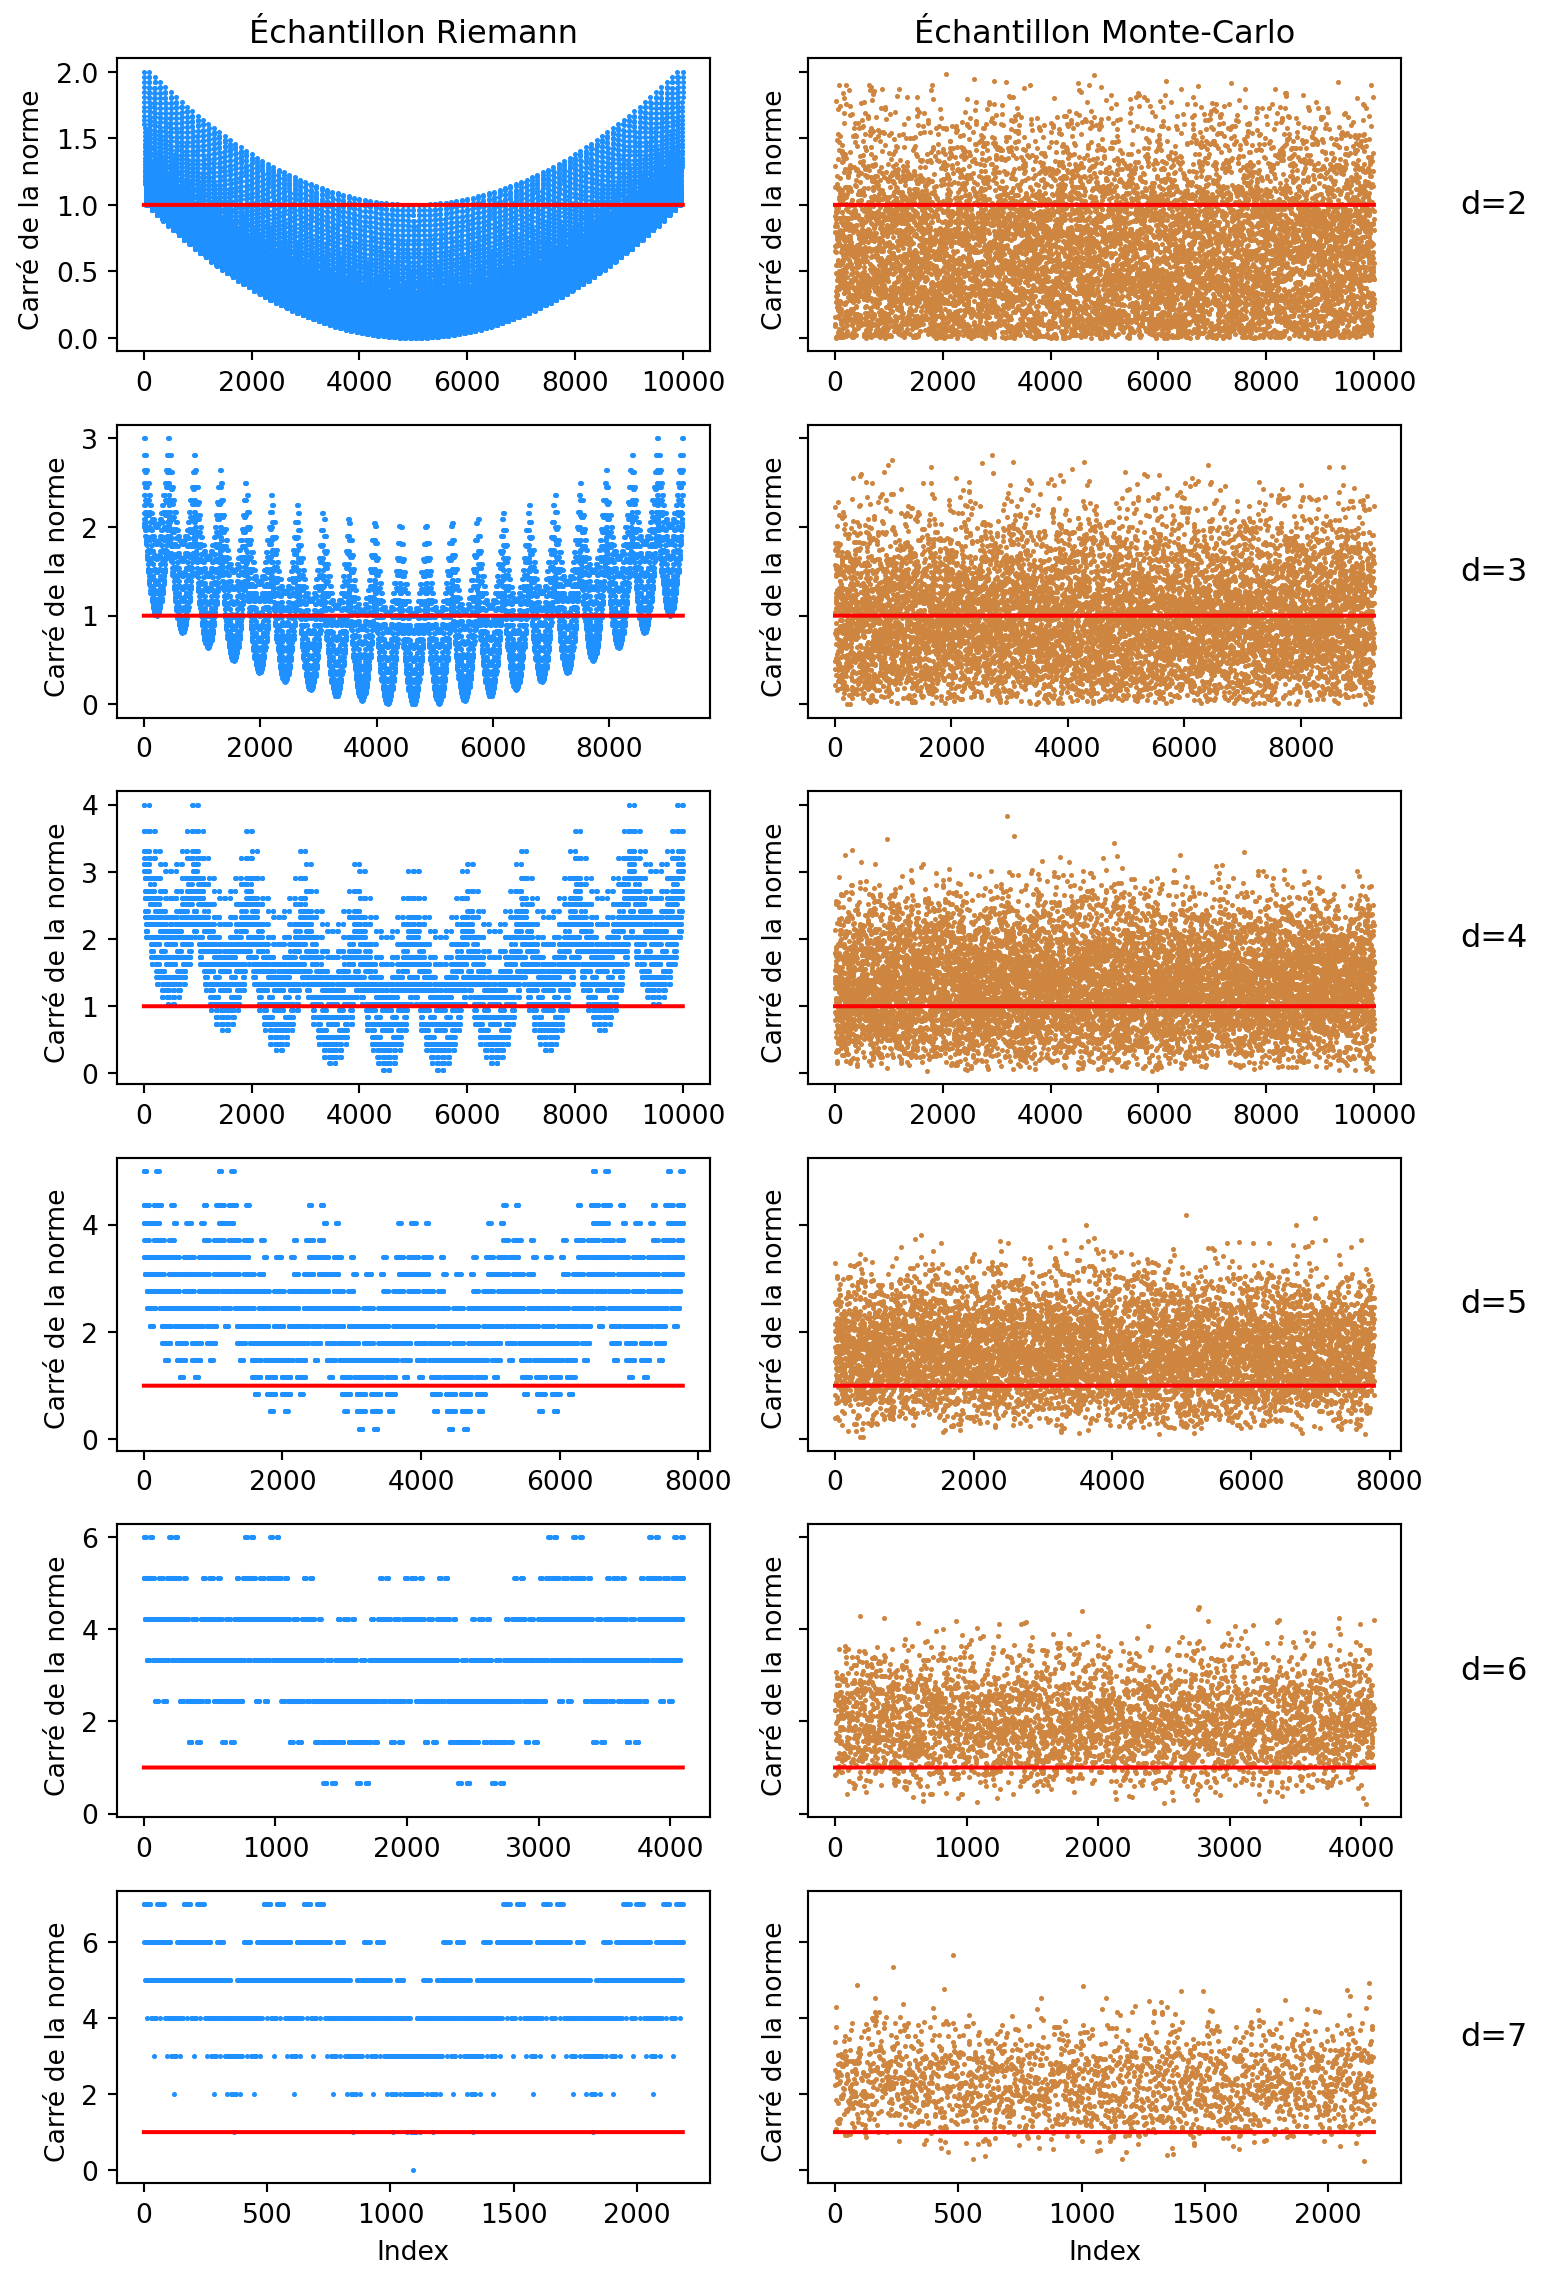 Échantillon Riemann
Échantillon Monte-Carlo
Carré de la norme
2.0
1.5
1.0
0.5
0.0
0 2000 4000 6000 8000 10000
Carré de la norme
0 2000 4000 6000 8000 10000
d=2
Carré de la norme
3
2
1
0
0 2000 4000 6000 8000
Carré de la norme
0 2000 4000 6000 8000
d=3
Carré de la norme
4
3
2
1
0
0 2000 4000 6000 8000 10000
Carré de la norme
0 2000 4000 6000 8000 10000
d=4
Carré de la norme
4
2
0
0 2000 4000 6000 8000
Carré de la norme
0 2000 4000 6000 8000
d=5
Carré de la norme
6
4
2
0
0 1000 2000 3000 4000
Carré de la norme
0 1000 2000 3000 4000
d=6
Carré de la norme
6
4
2
0
0 500 1000 1500 2000
Index
Carré de la norme
0 500 1000 1500 2000
Index
d=7